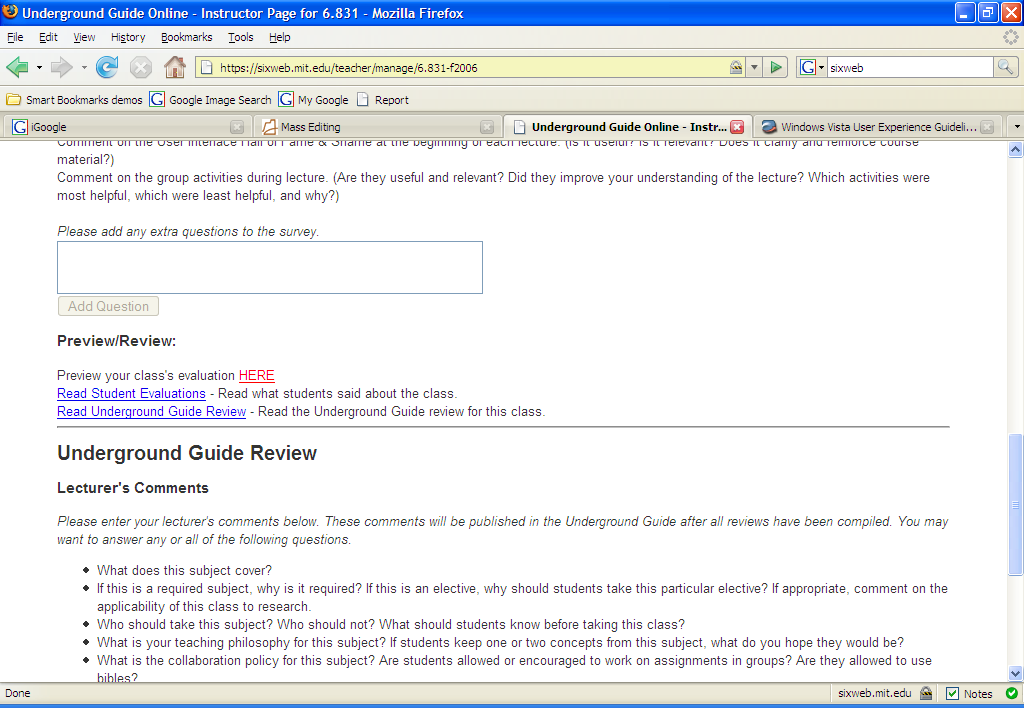 Underground Guide Online - Instructor Page for 6.831 - Mozilla Firefox
File Edit View History Bookmarks Tools Help
https://sixweb.mit.edu/teacher/manage/6.831-f2006 G sixweb
Smart Bookmarks demos G Google Image Search G My Google Report
G iGoogle Mass Editing Underground Guide Online - Instr... Windows Vista User Experience Guideli...
Comment on the User Interface Hall of Fame & Shame at the beginning of each lecture. (Is it useful? Is it relevant? Does it clarify and reinforce course
material?)
Comment on the group activities during lecture. (Are they useful and relevant? Did they improve your understanding of the lecture? Which activities were
most helpful, which were least helpful, and why?)
Please add any extra questions to the survey.
Add Question
Preview/Review:
Preview your class's evaluation HERE
Read Student Evaluations - Read what students said about the class.
Read Underground Guide Review - Read the Underground Guide review for this class.
Underground Guide Review
Lecturer's Comments
Please enter your lecturer's comments below. These comments will be published in the Underground Guide after all reviews have been compiled. You may
want to answer any or all of the following questions.
What does this subject cover?
If this is a required subject, why is it required? If this is an elective, why should students take this particular elective? If appropriate, comment on the
applicability of this class to research.
Who should take this subject? Who should not? What should students know before taking this class?
What is your teaching philosophy for this subject? If students keep one or two concepts from this subject, what do you hope they would be?
What is the collaboration policy for this subject? Are students allowed or encouraged to work on assignments in groups? Are they allowed to use
bibles?
Done sixweb.mit.edu Notes